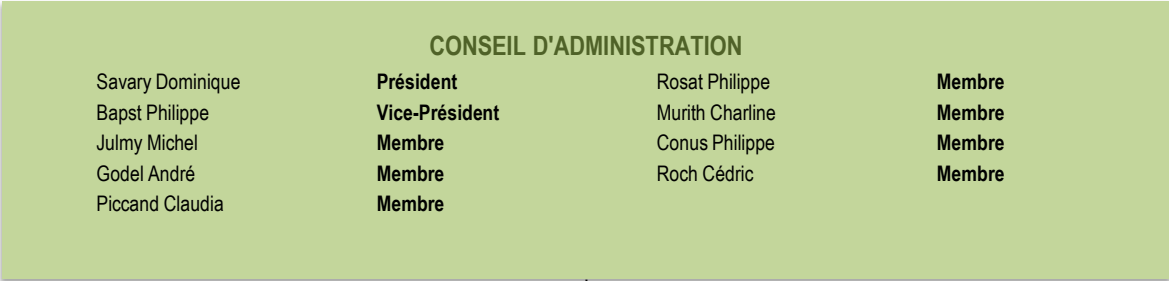 CONSEIL D'ADMINISTRATION
Savary Dominique Président Rosat Philippe Membre
Bapst Philippe Vice-Président Murith Charline Membre
Julmy Michel Membre Conus Philippe Membre
Godel André Membre Roch Cédric Membre
Piccand Claudia Membre